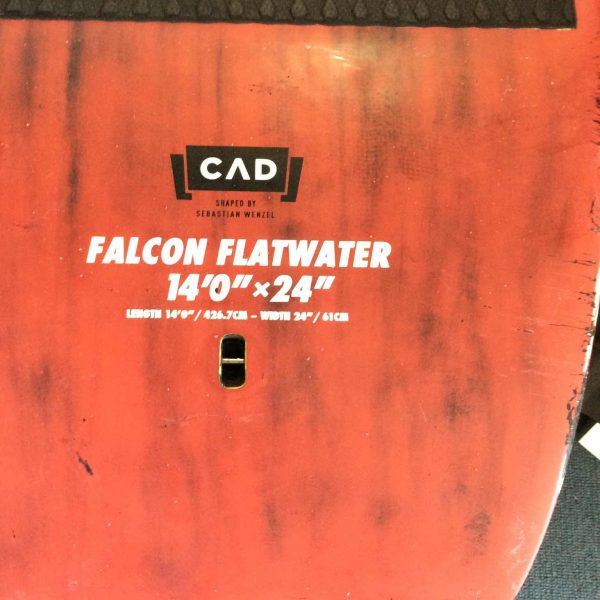 CAD
SHAPED BY
SEBASTIAN WENZEL
FALCON FLATWATER
14'0"×24"
LENGTH 14'0"/426.7CM – WIDTH 24"/61CM